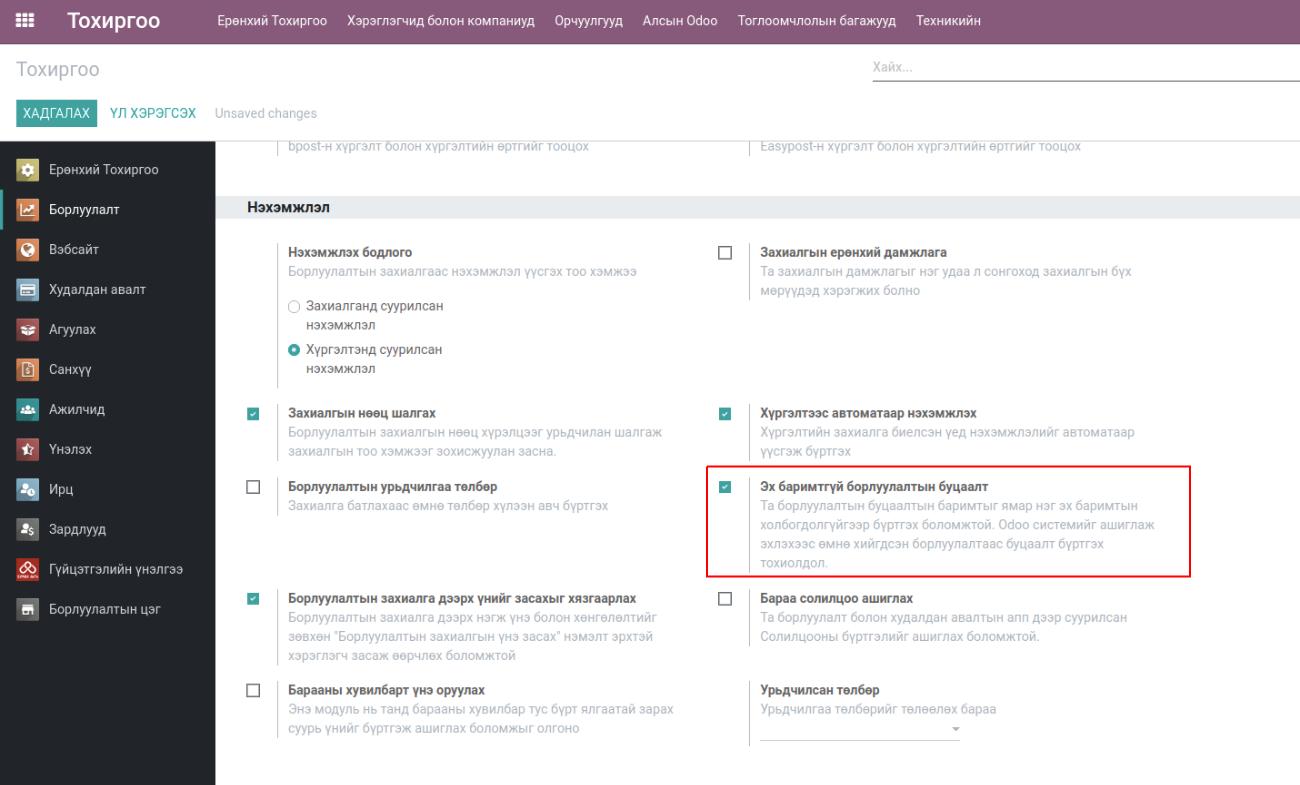 Тохиргоо
Ерөнхий Тохиргоо
Хэрэглэгчид болон компаниуд
Орчуулгууд
Алсын Odoo
Тоглоомчлолын багажууд
Техникийн
Тохиргоо
Хайх...
ХАДГАЛАХ
ҮЛ ХЭРЭГСЭХ
Unsaved changes
Ерөнхий Тохиргоо
Борлуулалт
Вэбсайт
Худалдан авалт
Агуулах
Санхүү
Ажилчид
Үнэлэх
Ирц
Зардлууд
Гүйцэтгэлийн үнэлгээ
Борлуулалтын цэг
bpost-н хүргэлт болон хүргэлтийн өртгийг тооцох
Easypost-н хүргэлт болон хүргэлтийн өртгийг тооцох
Нэхэмжлэл
Нэхэмжлэх бодлого
Борлуулалтын захиалгаас нэхэмжлэл үүсгэх тоо хэмжээ
Захиалганд суурилсан
нэхэмжлэл
Хүргэлтэнд суурилсан
нэхэмжлэл
Захиалгын ерөнхий дамжлага
Та захиалгын дамжлагыг нэг удаа л сонгоход захиалгын бүх
мөрүүдэд хэрэгжих болно
Захиалгын нөөц шалгах
Борлуулалтын захиалгын нөөц хүрэлцээг урьдчилан шалгаж
захиалгын тоо хэмжээг зохисжуулан засна.
Хүргэлтээс автоматаар нэхэмжлэх
Хүргэлтийн захиалга биелсэн үед нэхэмжлэлийг автоматаар
үүсгэж бүртгэх
Борлуулалтын урьдчилгаа төлбөр
Захиалга батлахаас өмнө төлбөр хүлээн авч бүртгэх
Эх баримтгүй борлуулалтын буцаалт
Та борлуулалтын буцаалтын баримтыг ямар нэг эх баримтын
холбогдолгүйгээр бүртгэх боломжтой. Odoo системийг ашиглаж
эхлэхээс өмнө хийгдсэн борлуулалтаас буцаалт бүртгэх
тохиолдол.
Борлуулалтын захиалга дээрх үнийг засахыг хязгаарлах
Борлуулалтын захиалга дээрх нэгж үнэ болон хөнгөлөлтийг
зөвхөн "Борлуулалтын захиалгын үнэ засах" нэмэлт эрхтэй
хэрэглэгч засаж өөрчлөх боломжтой
Бараа солилцоо ашиглах
Та борлуулалт болон худалдан авалтын апп дээр суурилсан
Солилцооны бүртгэлийг ашиглах боломжтой.
Барааны хувилбарт үнэ оруулах
Энэ модуль нь танд барааны хувилбар тус бүрт ялгаатай зарах
суурь үнийг бүртгэж ашиглах боломжыг олгоно
Урьдчилсан төлбөр
Урьдчилгаа төлбөрийг төлөөлөх бараа